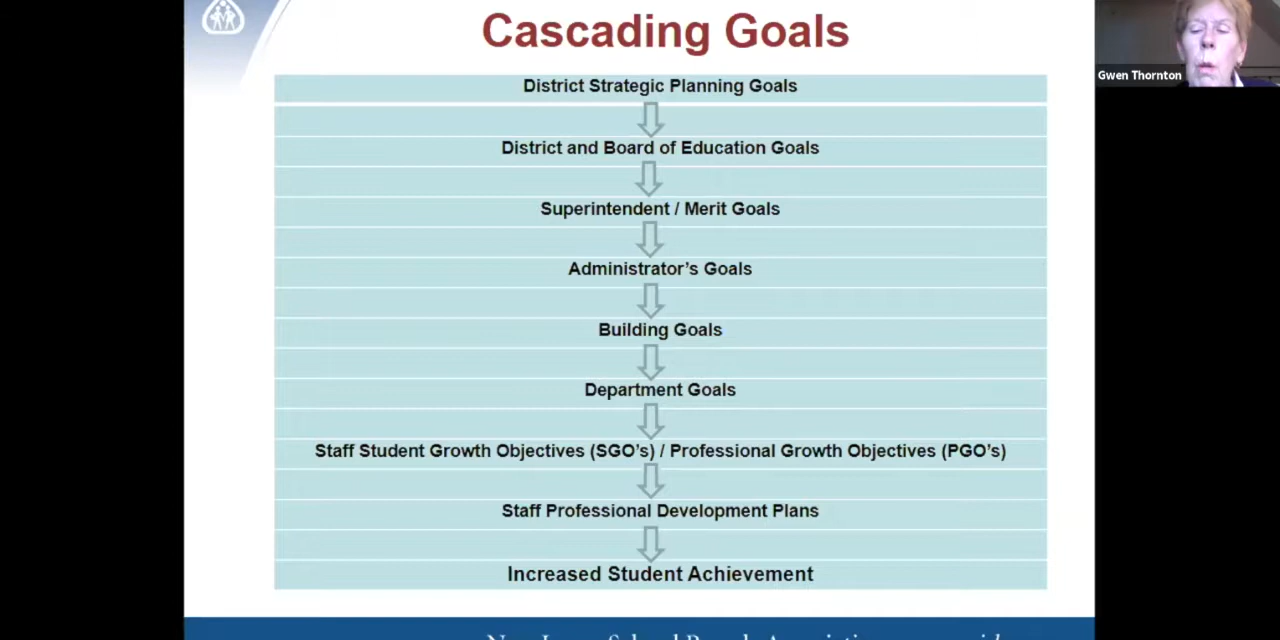 Cascading Goals
Gwen Thornton
District Strategic Planning Goals
District and Board of Education Goals
Superintendent / Merit Goals
Administrator's Goals
Building Goals
Department Goals
Staff Student Growth Objectives (SGO's) / Professional Growth Objectives (PGO's)
Staff Professional Development Plans
Increased Student Achievement
New Jersey School Boards Association